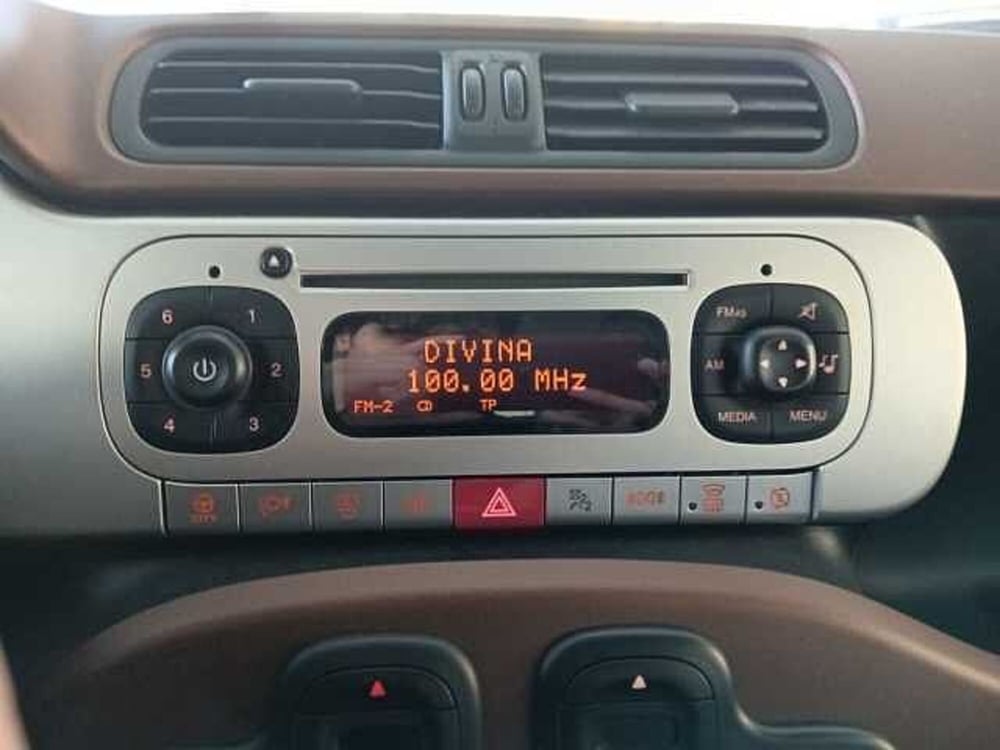 6 1
5 2
4 3
DIVINA
100.00 MHz
FM-2 CD TP
FMAS
AM
MEDIA MENU